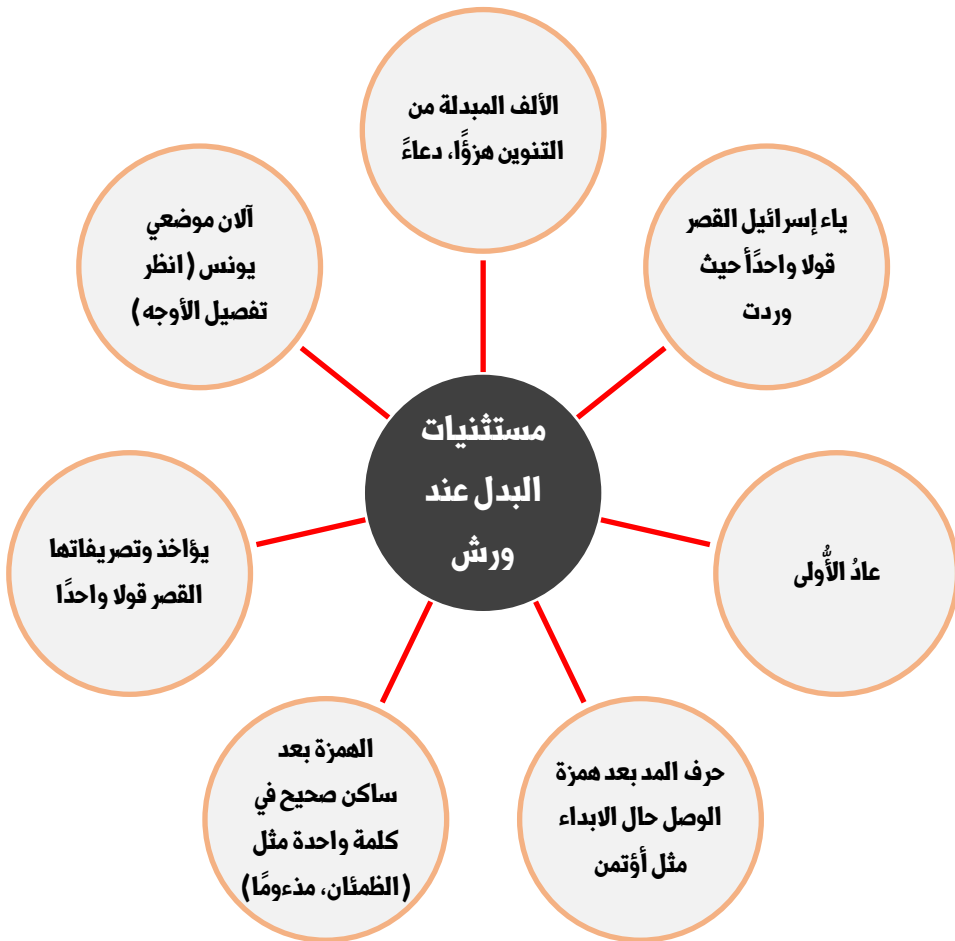 مستثنيات
البدل عند
ورش
الألف المبدلة من
التنوين هزؤًا، دعاءً
ياء إسرائيل القصر
قولا واحدًأ حيث
وردت
عادُ الأُّولى
حرف المد بعد همزة
الوصل حال الابداء
مثل أؤتمن
الهمزة بعد
ساكن صحيح في
كلمة واحدة مثل
(الظمئان، مذءومًا)
يؤاخذ وتصريفاتها
القصر قولا واحدًا
آلان موضعي
يونس (انظر
تفصيل الأوجه)